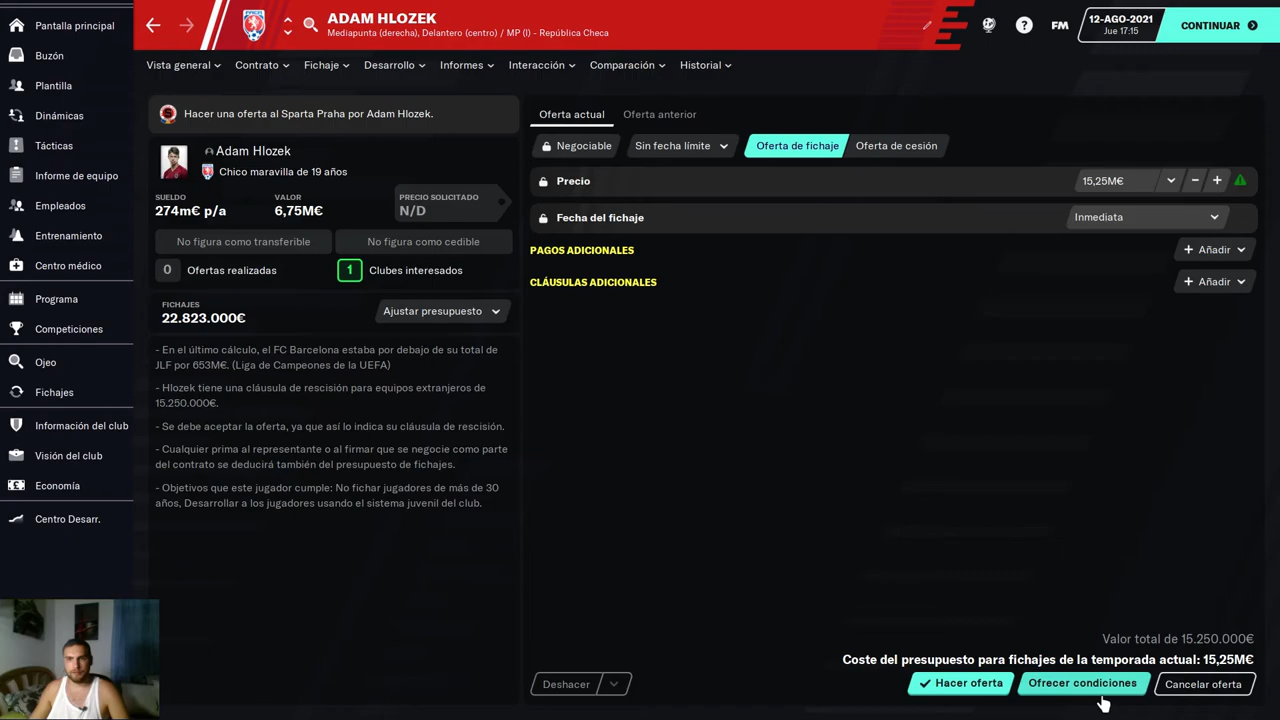 Pantalla principal
Buzón
Plantilla
Dinámicas
Tácticas
Informe de equipo
Empleados
Entrenamiento
Centro médico
Programa
Competiciones
Ojeo
Fichajes
Información del club
Visión del club
Economía
Centro Desarr.
ADAM HLOZEK
Mediapunta (derecha), Delantero (centro) / MP (I) - República Checa
FM
12-AGO-2021
Jue 17:15
CONTINUAR
Vista general
Contrato
Fichaje
Desarrollo
Informes
Interacción
Comparación
Historial
Hacer una oferta al Sparta Praha por Adam Hlozek.
Adam Hlozek
Chico maravilla de 19 años
SUELDO
274m€ p/a
VALOR
6,75M€
PRECIO SOLICITADO
N/D
No figura como transferible
No figura como cedible
0 Ofertas realizadas
1 Clubes interesados
FICHAJES
22.823.000€
Ajustar presupuesto
- En el último cálculo, el FC Barcelona estaba por debajo de su total de
JLF por 653M€. (Liga de Campeones de la UEFA)
- Hlozek tiene una cláusula de rescisión para equipos extranjeros de
15.250.000€.
- Se debe aceptar la oferta, ya que así lo indica su cláusula de rescisión.
- Cualquier prima al representante o al firmar que se negocie como parte
del contrato se deducirá también del presupuesto de fichajes.
- Objetivos que este jugador cumple: No fichar jugadores de más de 30
años, Desarrollar a los jugadores usando el sistema juvenil del club.
Oferta actual
Oferta anterior
Negociable
Sin fecha límite
Oferta de fichaje
Oferta de cesión
Precio
15,25M€
Fecha del fichaje
Inmediata
PAGOS ADICIONALES
Añadir
CLÁUSULAS ADICIONALES
Añadir
Valor total de 15.250.000€
Coste del presupuesto para fichajes de la temporada actual: 15,25M€
Deshacer
Hacer oferta
Ofrecer condiciones
Cancelar oferta